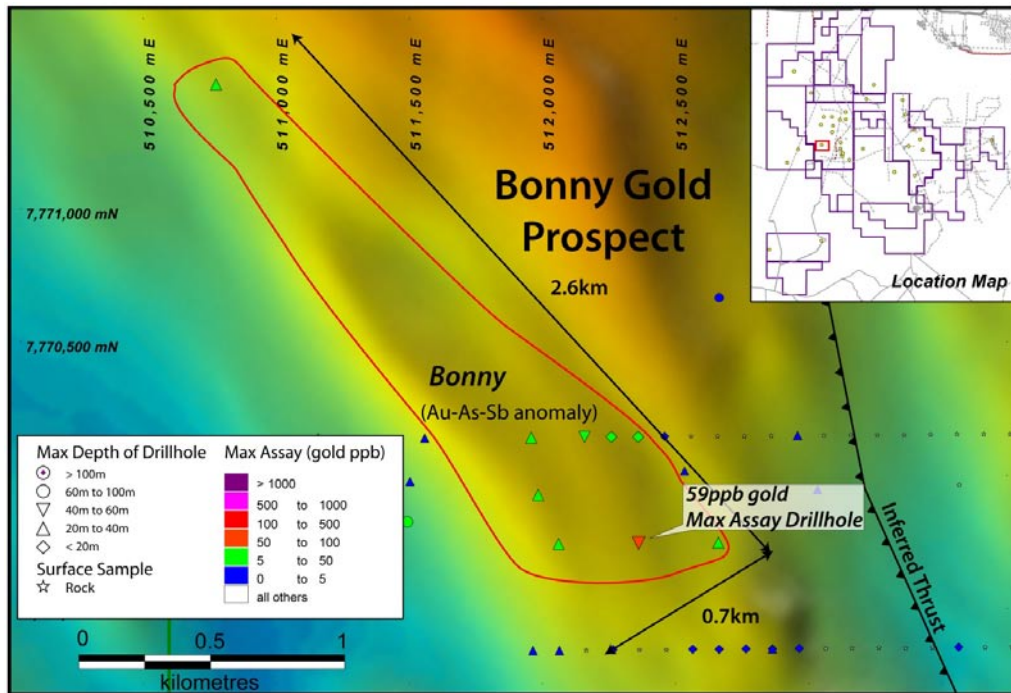 510,500 mE
511,000 mE
511,500 mE
512,000 mE
512,500 mE
Location Map
7,771,000 mN
Bonny Gold
Prospect
2.6km
7,770,500 mN
Bonny
(Au-As-Sb anomaly)
59ppb gold
Max Assay Drillhole
Inferred Thrust
0.7km
Max Depth of Drillhole
> 100m
60m to 100m
40m to 60m
20m to 40m
< 20m
Surface Sample
Rock
Max Assay (gold ppb)
> 1000
500 to 1000
100 to 500
50 to 100
5 to 50
0 to 5
all others
0 0.5 1
kilometres